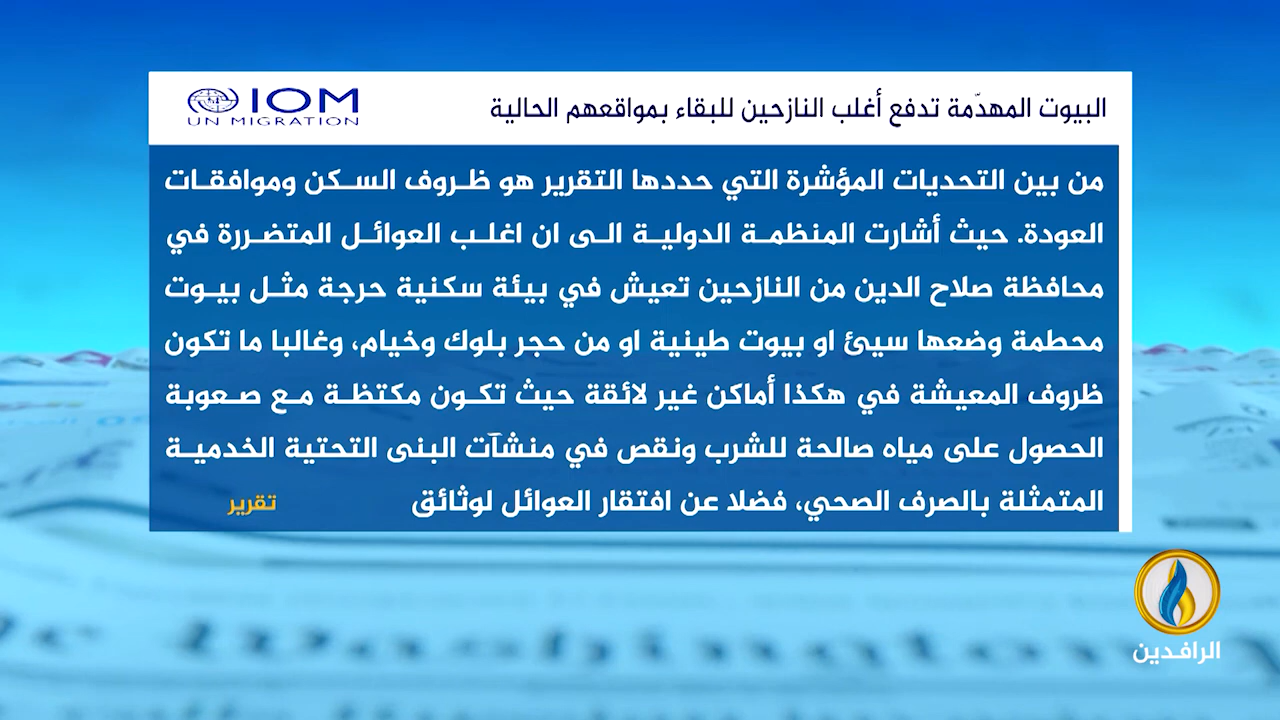 IOM
UN MIGRATION
البيوت المهدّمة تدفع أغلب النازحين للبقاء بمواقعهم الحالية
من بين التحديات المؤشرة التي حددها التقرير هو ظروف السكن وموافقات
العودة. حيث أشارت المنظمة الدولية الى ان اغلب العوائل المتضررة في
محافظة صلاح الدين من النازحين تعيش في بيئة سكنية حرجة مثل بيوت
محطمة وضعها سيئ او بيوت طينية او من حجر بلوك وخيام، وغالبا ما تكون
ظروف المعيشة في هكذا أماكن غير لائقة حيث تكون مكتظة مع صعوبة
الحصول على مياه صالحة للشرب ونقص في منشآت البنى التحتية الخدمية
المتمثلة بالصرف الصحي، فضلا عن افتقار العوائل لوثائق
تقرير
الرافدين